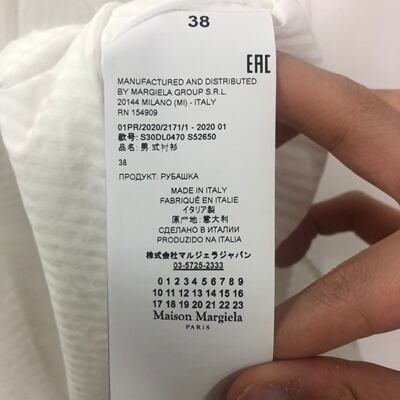 38
EAC
MANUFACTURED AND DISTRIBUTED
BY MARGIELA GROUP S.R.L.
20144 MILANO (MI) - ITALY
RN 154909
01PR/2020/2171/1 - 2020 01
款号: S30DL0470 S52650
品名: 男式衬衫
38
ПРОДУКТ: РУБАШКА
MADE IN ITALY
FABRIQUÉ EN ITALIE
イタリア製
原产地:意大利
СДЕЛАНО В ИТАЛИИ
PRODUZIDO NA ITALIA
株式会社マルジェラジャパン
03-5725-2333
0 1 2 3 4 5 6 7 8 9
10 11 12 13 14 15 16
17 18 19 20 21 22 23
Maison Margiela
PARIS